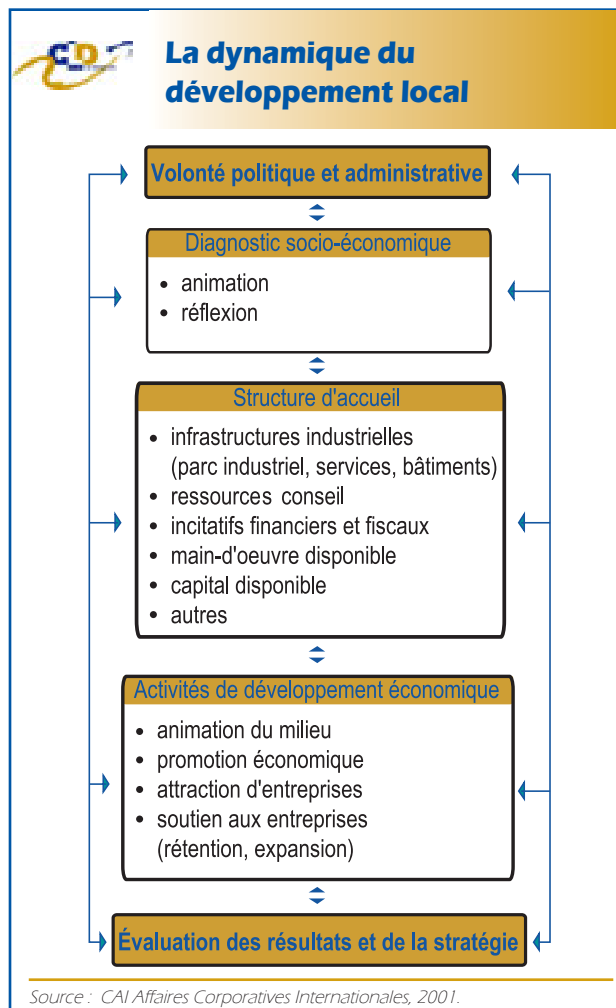 CLD
La dynamique du
développement local
Volonté politique et administrative
Diagnostic socio-économique
• animation
• réflexion
Structure d'accueil
• infrastructures industrielles
(parc industriel, services, bâtiments)
• ressources conseil
• incitatifs financiers et fiscaux
• main-d'oeuvre disponible
• capital disponible
• autres
Activités de développement économique
• animation du milieu
• promotion économique
• attraction d'entreprises
• soutien aux entreprises
(rétention, expansion)
Évaluation des résultats et de la stratégie
Source : CAI Affaires Corporatives Internationales, 2001.